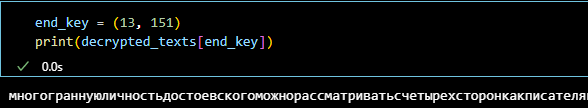 end_key = (13, 151)
print(decrypted_texts[end_key])
0.0s
многограннуюличностьдостоевскогоможнорассматриватьсчетырехсторонкакписателя